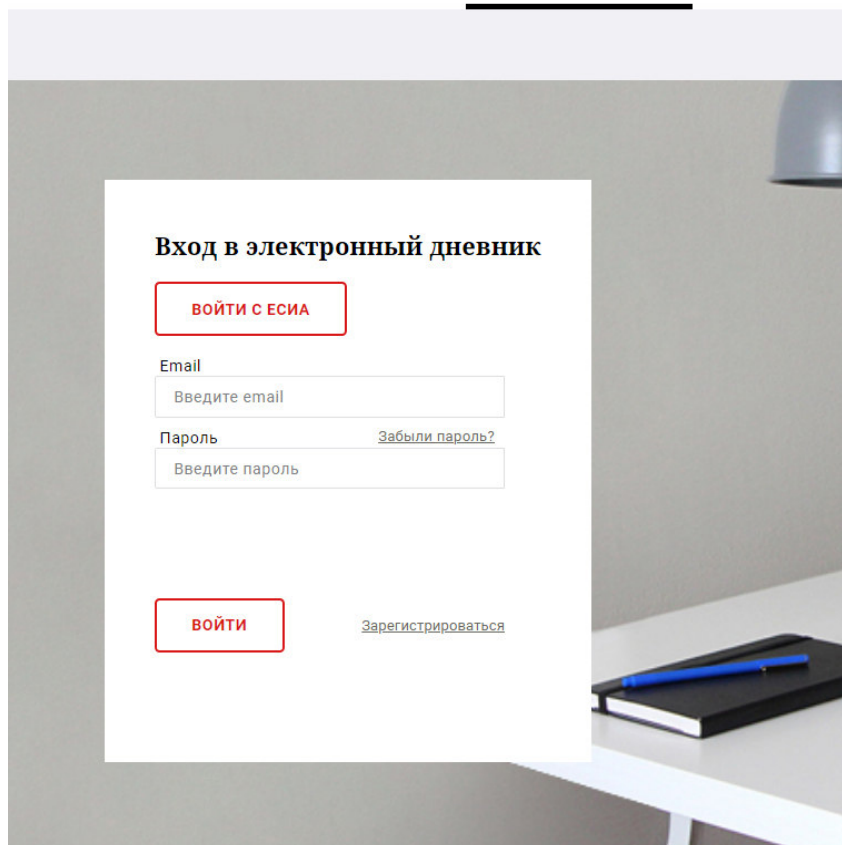 Вход в электронный дневник
ВОЙТИ С ЕСИА
Email
Введите email
Пароль Забыли пароль?
Введите пароль
ВОЙТИ Зарегистрироваться